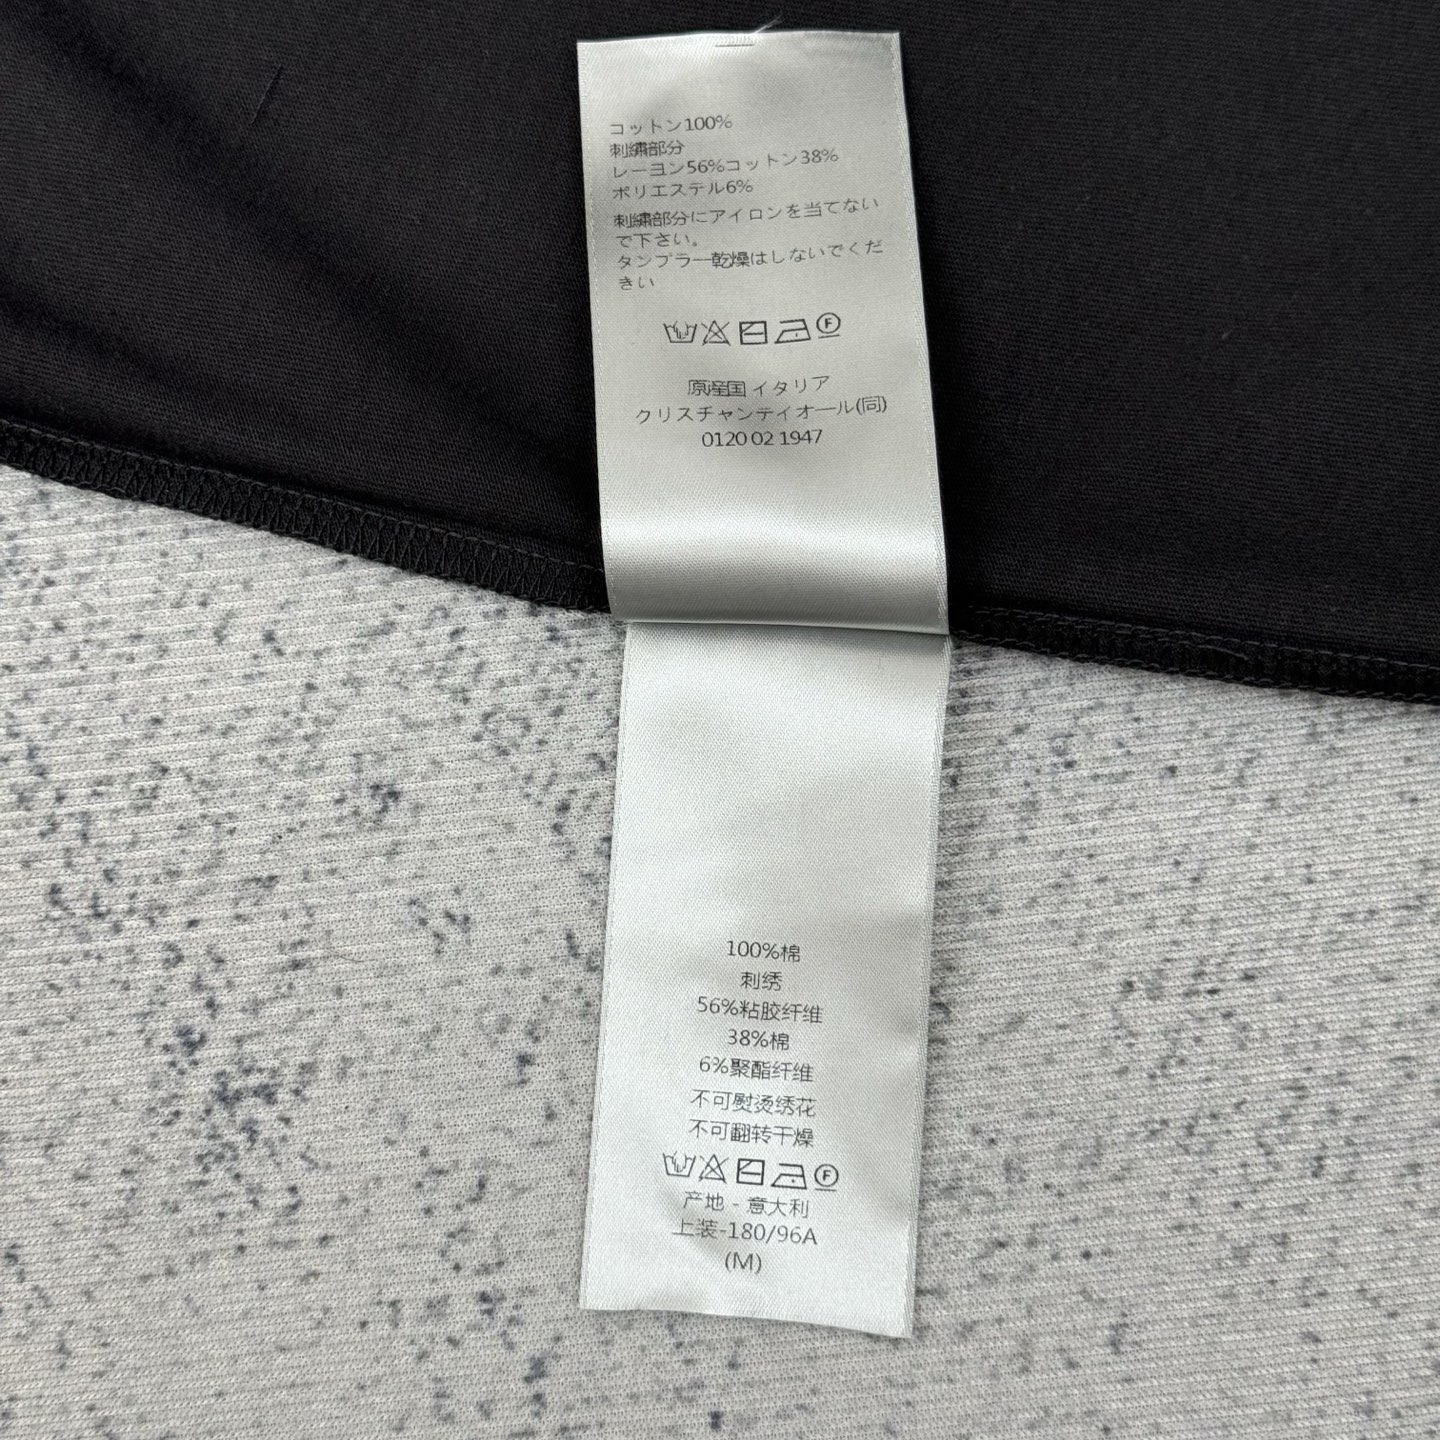 コットン100%
刺繍部分
レーヨン56%コットン38%
ポリエステル6%
刺繍部分にアイロンを当てない
で下さい。
タンブラー乾燥はしないでくだ
さい
F
原産国 イタリア
クリスチャンディオール(同)
0120 02 1947
100%棉
刺绣
56%粘胶纤维
38%棉
6%聚酯纤维
不可熨烫绣花
不可翻转干燥
F
产地 - 意大利
上装-180/96A
(M)